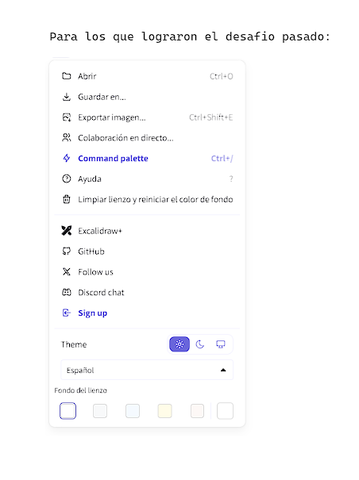 Para los que lograron el desafio pasado:
Abrir Ctrl+O
Guardar en...
Exportar imagen... Ctrl+Shift+E
Colaboración en directo...
Command palette Ctrl+/
Ayuda ?
Limpiar lienzo y reiniciar el color de fondo
Excalidraw+
GitHub
Follow us
Discord chat
Sign up
Theme
Español
Fondo del lienzo